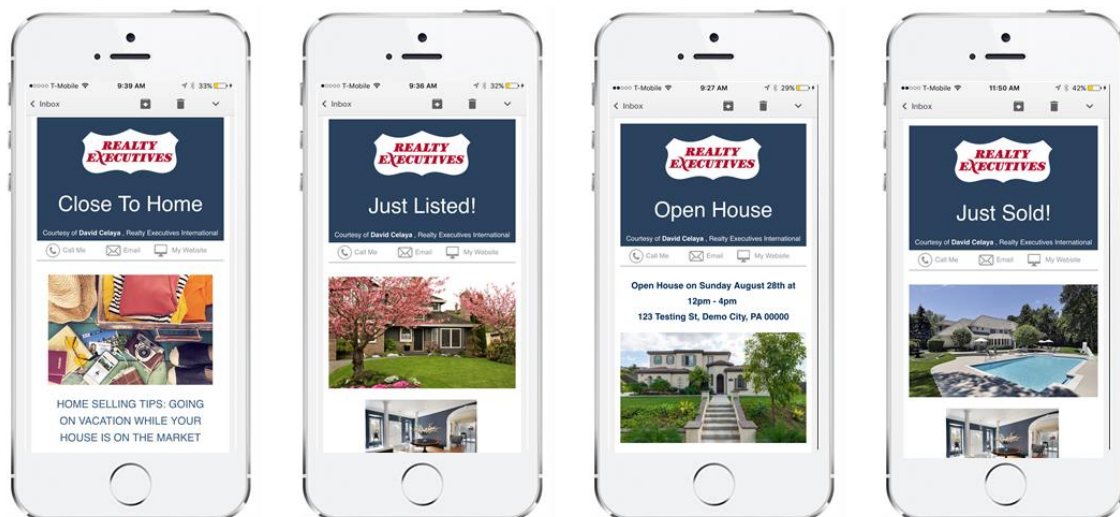 T-Mobile 9:39 AM 33%
Inbox
REALTY
EXECUTIVES
Close To Home
Courtesy of David Celaya , Realty Executives International
Call Me Email My Website
HOME SELLING TIPS: GOING
ON VACATION WHILE YOUR
HOUSE IS ON THE MARKET
T-Mobile 9:38 AM 32%
Inbox
REALTY
EXECUTIVES
Just Listed!
Courtesy of David Celaya , Realty Executives International
Call Me Email My Website
T-Mobile 9:27 AM 29%
Inbox
REALTY
EXECUTIVES
Open House
Courtesy of David Celaya , Realty Executives International
Call Me Email My Website
Open House on Sunday August 28th at
12pm - 4pm
123 Testing St, Demo City, PA 00000
T-Mobile 11:50 AM 42%
Inbox
REALTY
EXECUTIVES
Just Sold!
Courtesy of David Celaya , Realty Executives International
Call Me Email My Website